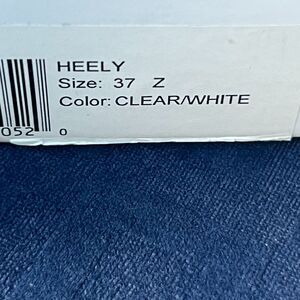 HEELY
Size: 37 Z
Color: CLEAR/WHITE
052 0